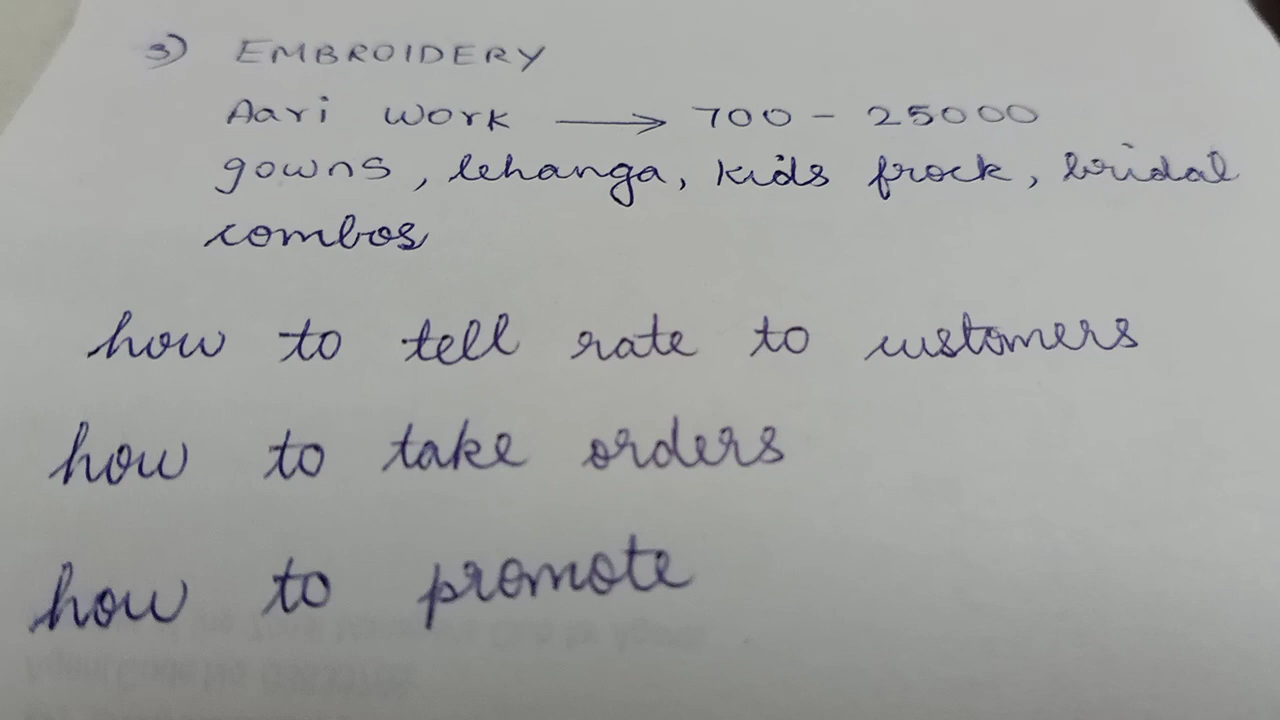 3) EMBROIDERY
Aari work → 700 - 25000
gowns, lehanga, kids frock, bridal
combos
how to tell rate to customers
how to take orders
how to promote